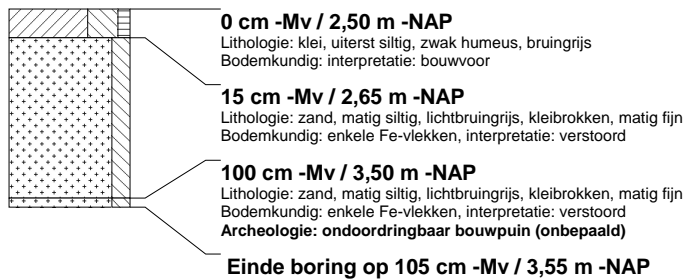 0 cm -Mv / 2,50 m -NAP
Lithologie: klei, uiterst siltig, zwak humeus, bruingrijs
Bodemkundig: interpretatie: bouwvoor
15 cm -Mv / 2,65 m -NAP
Lithologie: zand, matig siltig, lichtbruingrijs, kleibrokken, matig fijn
Bodemkundig: enkele Fe-vlekken, interpretatie: verstoord
100 cm -Mv / 3,50 m -NAP
Lithologie: zand, matig siltig, lichtbruingrijs, kleibrokken, matig fijn
Bodemkundig: enkele Fe-vlekken, interpretatie: verstoord
Archeologie: ondoordringbaar bouwpuin (onbepaald)
Einde boring op 105 cm -Mv / 3,55 m -NAP